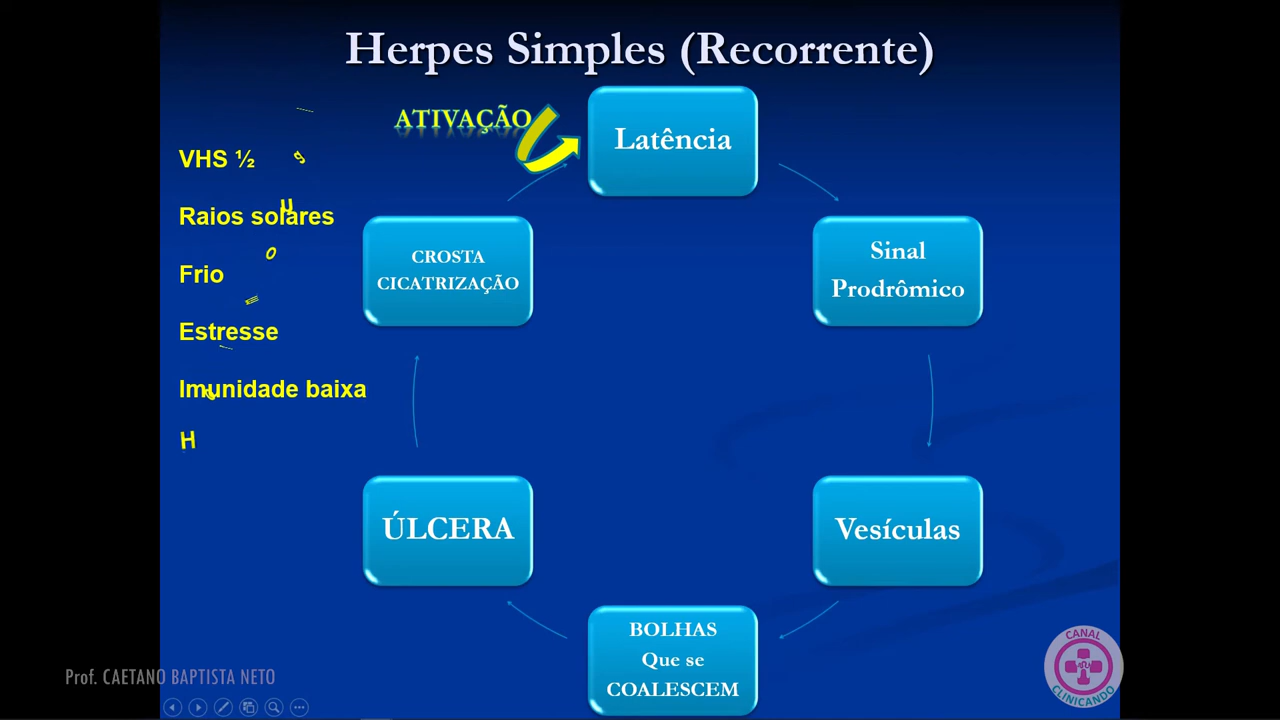 Herpes Simples (Recorrente)
ATIVAÇÃO
Latência
VHS ½
Raios solares
Frio
Estresse
Imunidade baixa
H
Sinal
Prodrômico
Vesículas
BOLHAS
Que se
COALESCEM
ÚLCERA
CROSTA
CICATRIZAÇÃO
Prof. CAETANO BAPTISTA NETO
CANAL
CLINICANDO